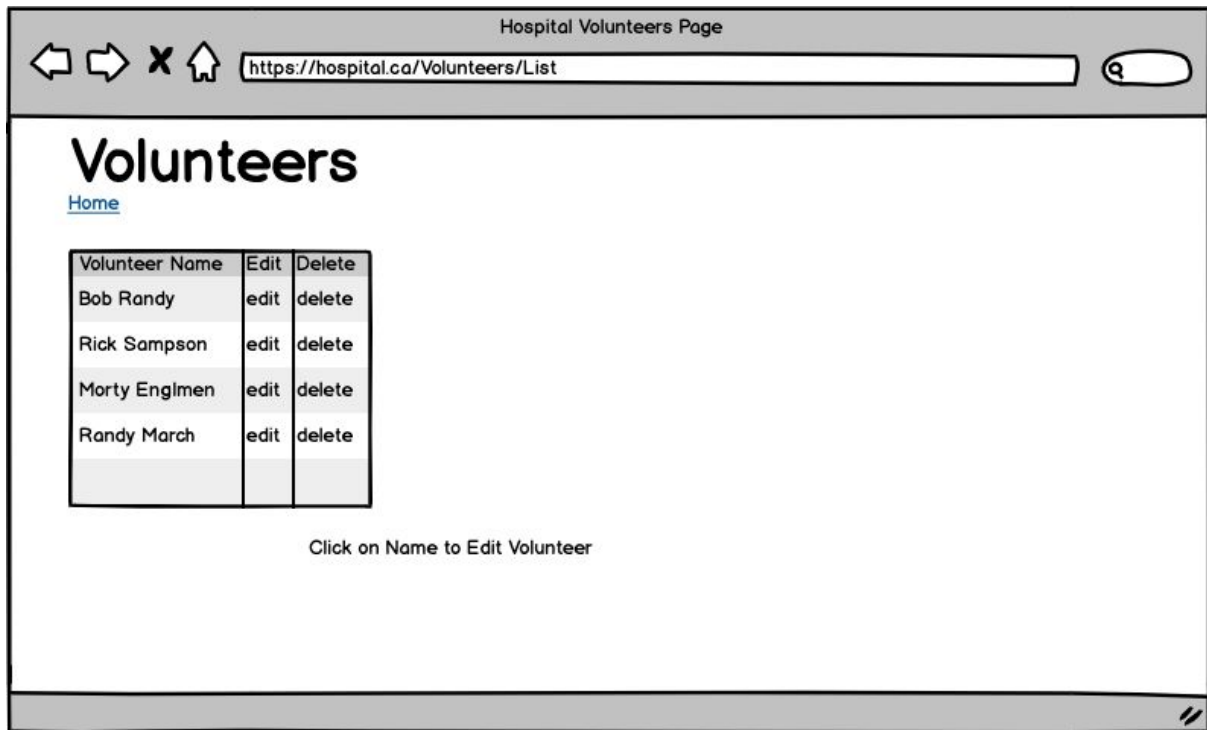 Hospital Volunteers Page
https://hospital.ca/Volunteers/List
Volunteers
Home
Volunteer Name Edit Delete
Bob Randy edit delete
Rick Sampson edit delete
Morty Englmen edit delete
Randy March edit delete
Click on Name to Edit Volunteer